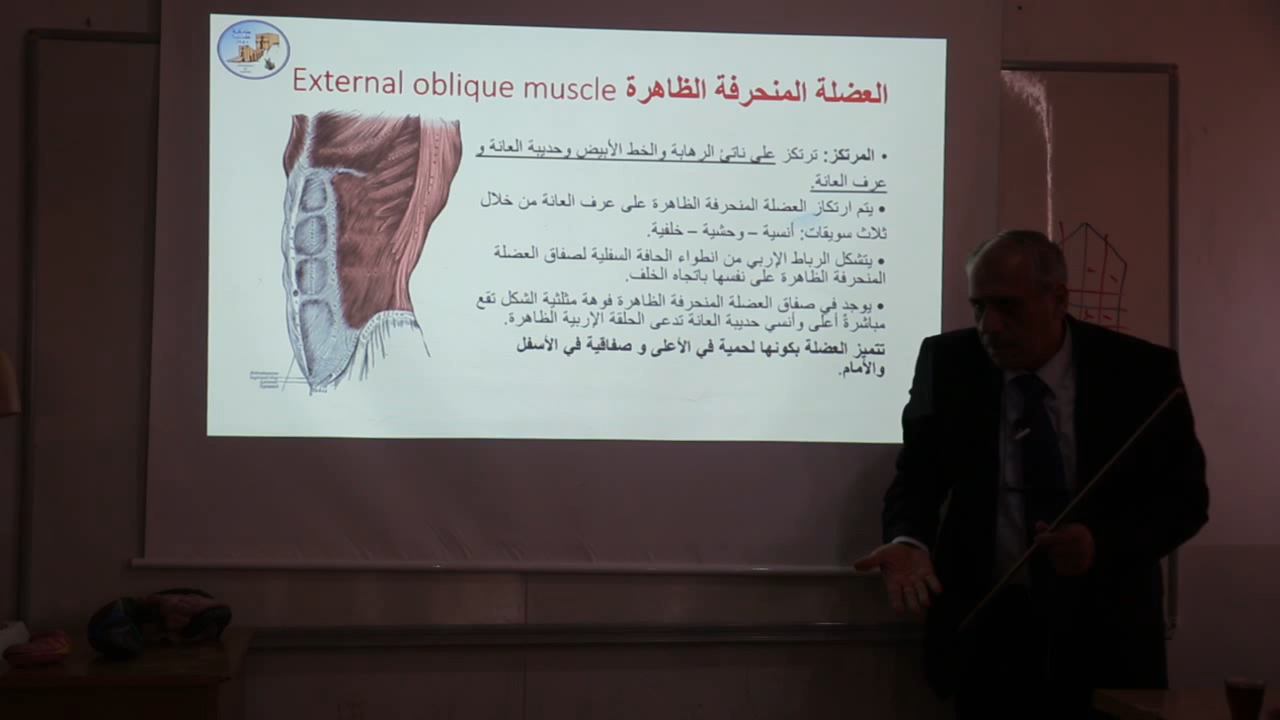 External oblique muscle العضلة المنحرفة الظاهرة
• المرتكز: ترتكز على ناتئ الرهابة والخط الأبيض وحديبة العانة و
عرف العانة.
• يتم ارتكاز العضلة المنحرفة الظاهرة على عرف العانة من خلال
ثلاث سويقات: أنسية – وحشية – خلفية.
• يتشكل الرباط الإربي من انطواء الحافة السفلية لصفاق العضلة
المنحرفة الظاهرة على نفسها باتجاه الخلف.
• يوجد في صفاق العضلة المنحرفة الظاهرة فوهة مثلثية الشكل تقع
مباشرةً أعلى وأنسي حديبة العانة تدعى الحلقة الإربية الظاهرة.
تتميز العضلة بكونها لحمية في الأعلى و صفاقية في الأسفل
والأمام.